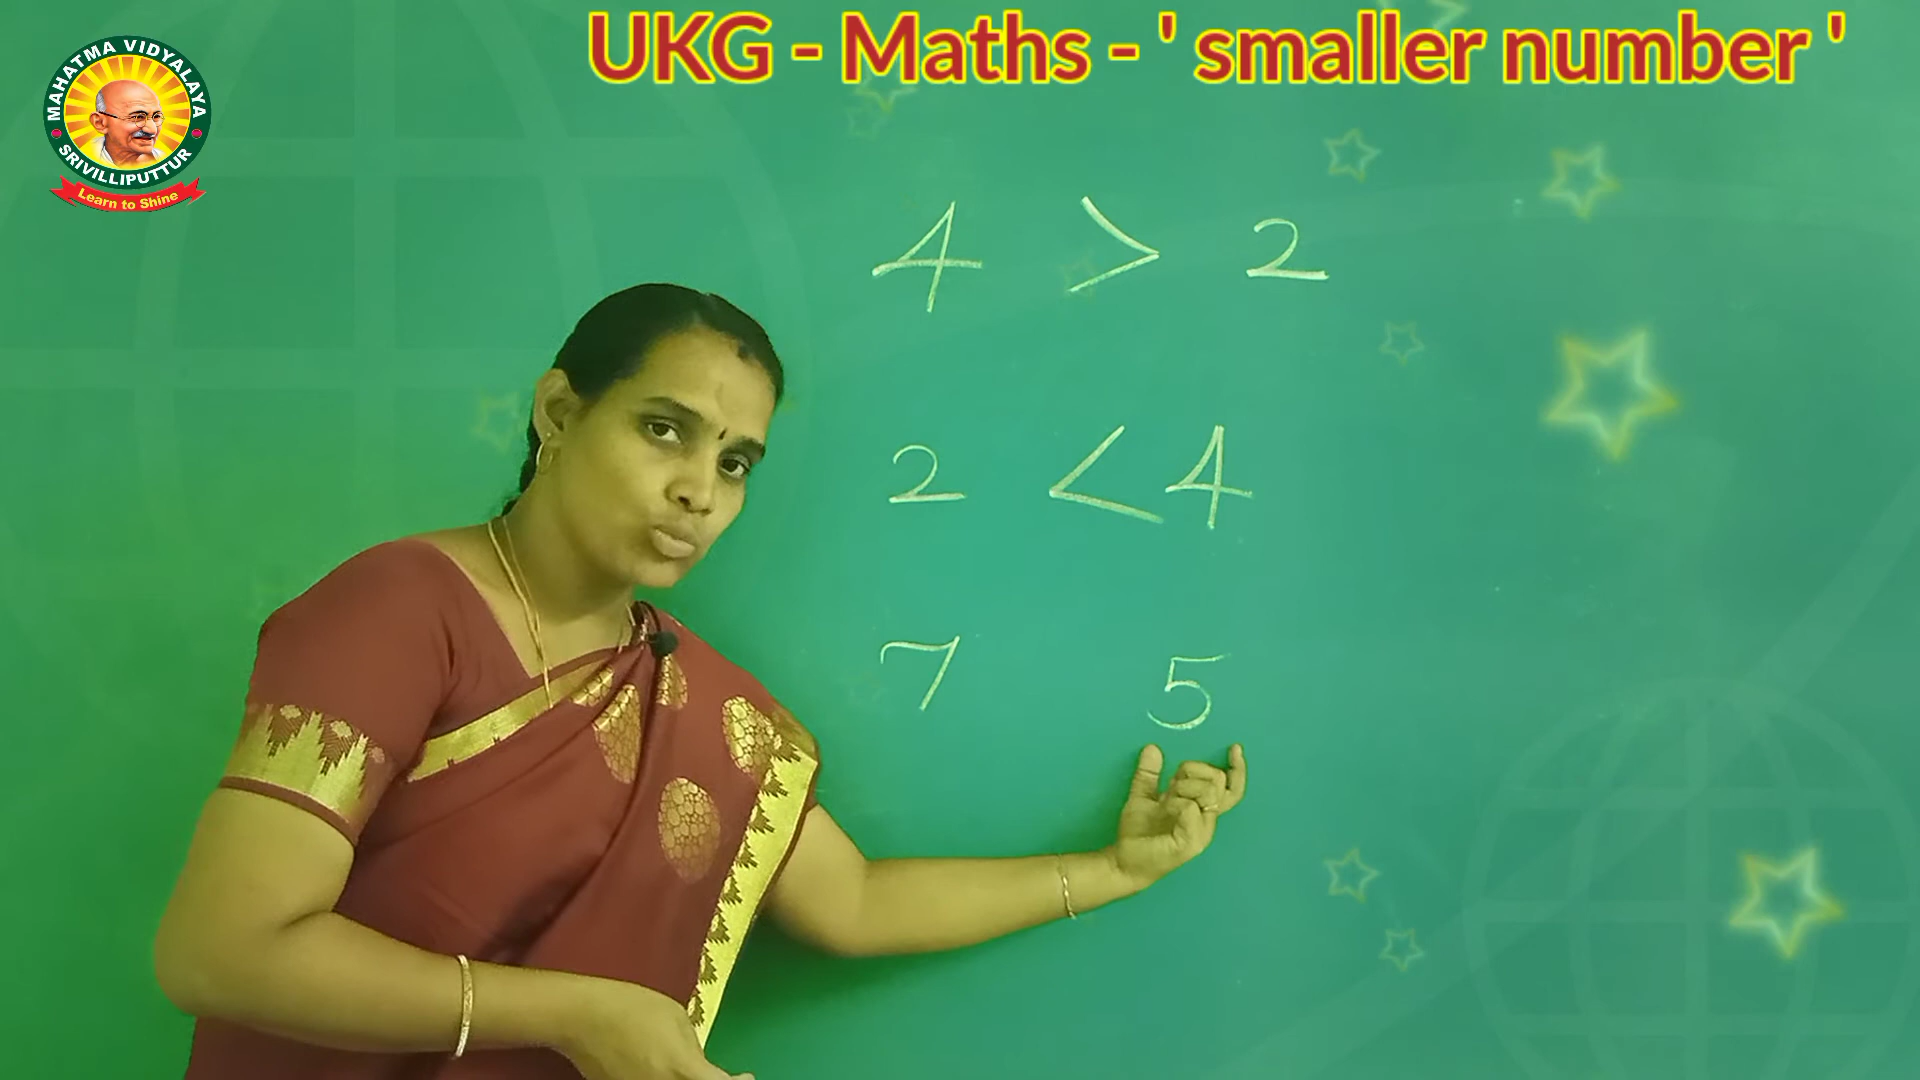 UKG - Maths - ' smaller number '
MAHATMA VIDYALAYA
SRIVILLIPUTTUR
Learn to Shine
4 > 2
2 < 4
7 5